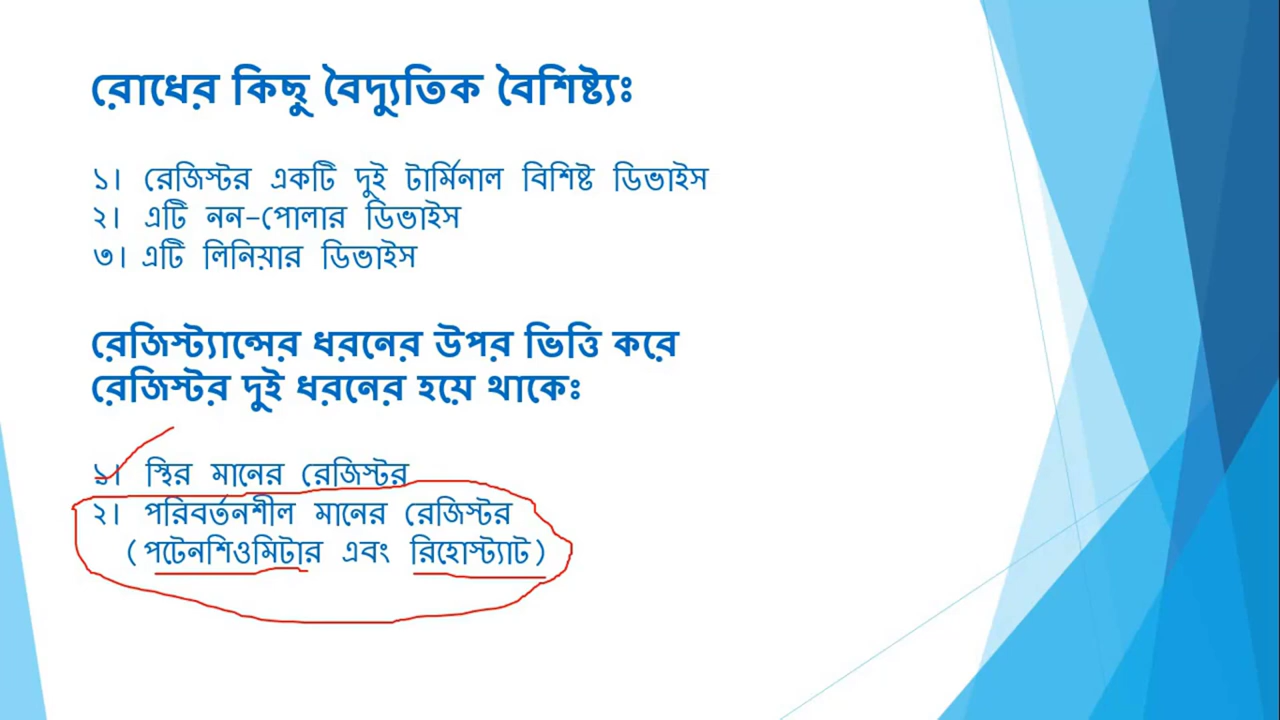 রোধের কিছু বৈদ্যুতিক বৈশিষ্ট্যঃ
১। রেজিস্টর একটি দুই টার্মিনাল বিশিষ্ট ডিভাইস
২। এটি নন-পোলার ডিভাইস
৩। এটি লিনিয়ার ডিভাইস
রেজিস্ট্যান্সের ধরনের উপর ভিত্তি করে
রেজিস্টর দুই ধরনের হয়ে থাকেঃ
১। স্থির মানের রেজিস্টর
২। পরিবর্তনশীল মানের রেজিস্টর
(পটেনশিওমিটার এবং রিহোস্ট্যাট)